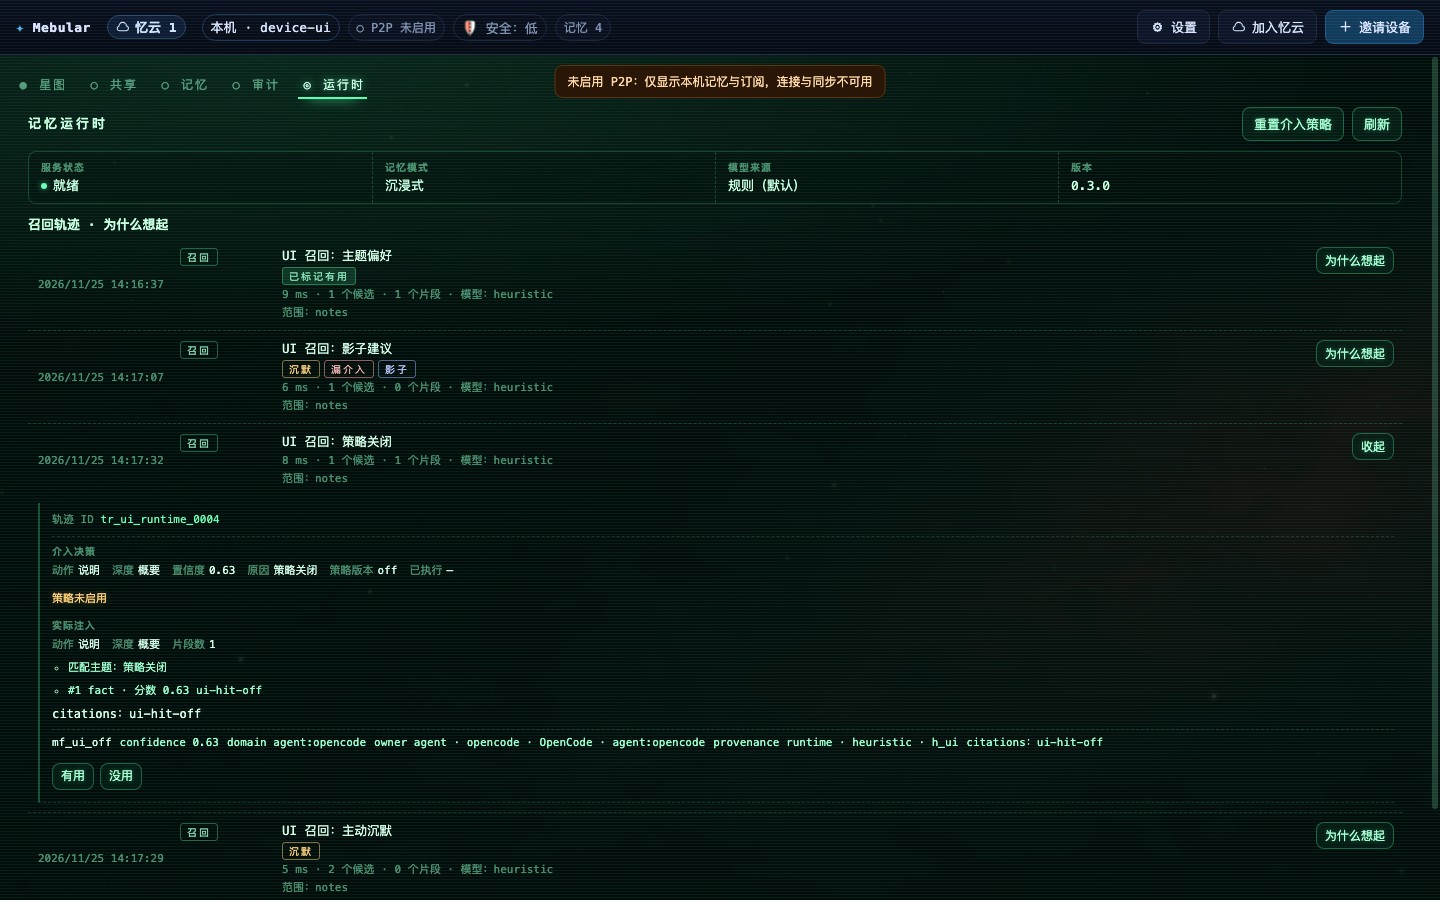 Mebular
忆云 1
本机 · device-ui
P2P 未启用
安全: 低
记忆 4
设置
加入忆云
邀请设备
星图
共享
记忆
审计
运行时
未启用 P2P: 仅显示本机记忆与订阅，连接与同步不可用
记忆运行时
重置介入策略
刷新
服务状态
就绪
记忆模式
沉浸式
模型来源
规则 (默认)
版本
0.3.0
召回轨迹 · 为什么想起
2026/11/25 14:16:37
召回
UI 召回: 主题偏好
已标记有用
9 ms · 1 个候选 · 1 个片段 · 模型: heuristic
范围: notes
为什么想起
2026/11/25 14:17:07
召回
UI 召回: 影子建议
沉默 漏介入 影子
6 ms · 1 个候选 · 0 个片段 · 模型: heuristic
范围: notes
为什么想起
2026/11/25 14:17:32
召回
UI 召回: 策略关闭
8 ms · 1 个候选 · 1 个片段 · 模型: heuristic
范围: notes
收起
轨迹 ID tr_ui_runtime_0004
介入决策
动作 说明 深度 概要 置信度 0.63 原因 策略关闭 策略版本 off 已执行 —
策略未启用
实际注入
动作 说明 深度 概要 片段数 1
匹配主题: 策略关闭
#1 fact · 分数 0.63 ui-hit-off
citations: ui-hit-off
mf_ui_off confidence 0.63 domain agent:opencode owner agent · opencode · OpenCode · agent:opencode provenance runtime · heuristic · h_ui citations: ui-hit-off
有用
没用
2026/11/25 14:17:29
召回
UI 召回: 主动沉默
沉默
5 ms · 2 个候选 · 0 个片段 · 模型: heuristic
范围: notes
为什么想起